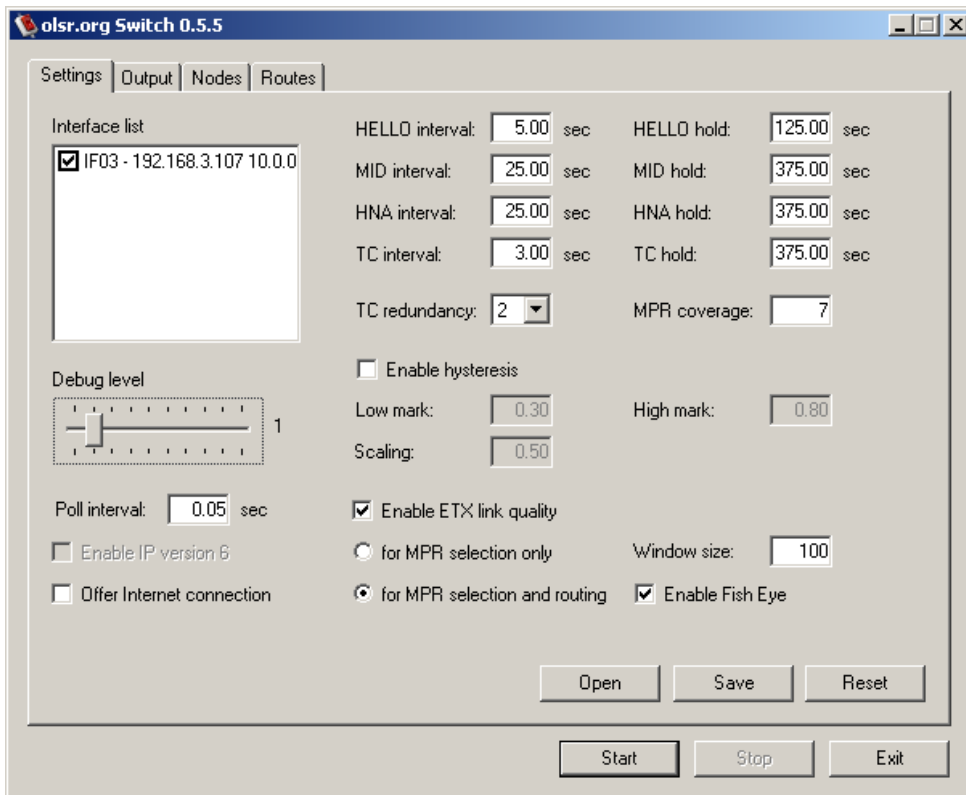 olsr.org Switch 0.5.5
Settings Output Nodes Routes
Interface list
IF03 - 192.168.3.107 10.0.0
HELLO interval: 5.00 sec HELLO hold: 125.00 sec
MID interval: 25.00 sec MID hold: 375.00 sec
HNA interval: 25.00 sec HNA hold: 375.00 sec
TC interval: 3.00 sec TC hold: 375.00 sec
TC redundancy: 2 MPR coverage: 7
Debug level
1
Enable hysteresis
Low mark: 0.30 High mark: 0.80
Scaling: 0.50
Poll interval: 0.05 sec
Enable IP version 6
Offer Internet connection
Enable ETX link quality
for MPR selection only Window size: 100
for MPR selection and routing Enable Fish Eye
Open Save Reset
Start Stop Exit